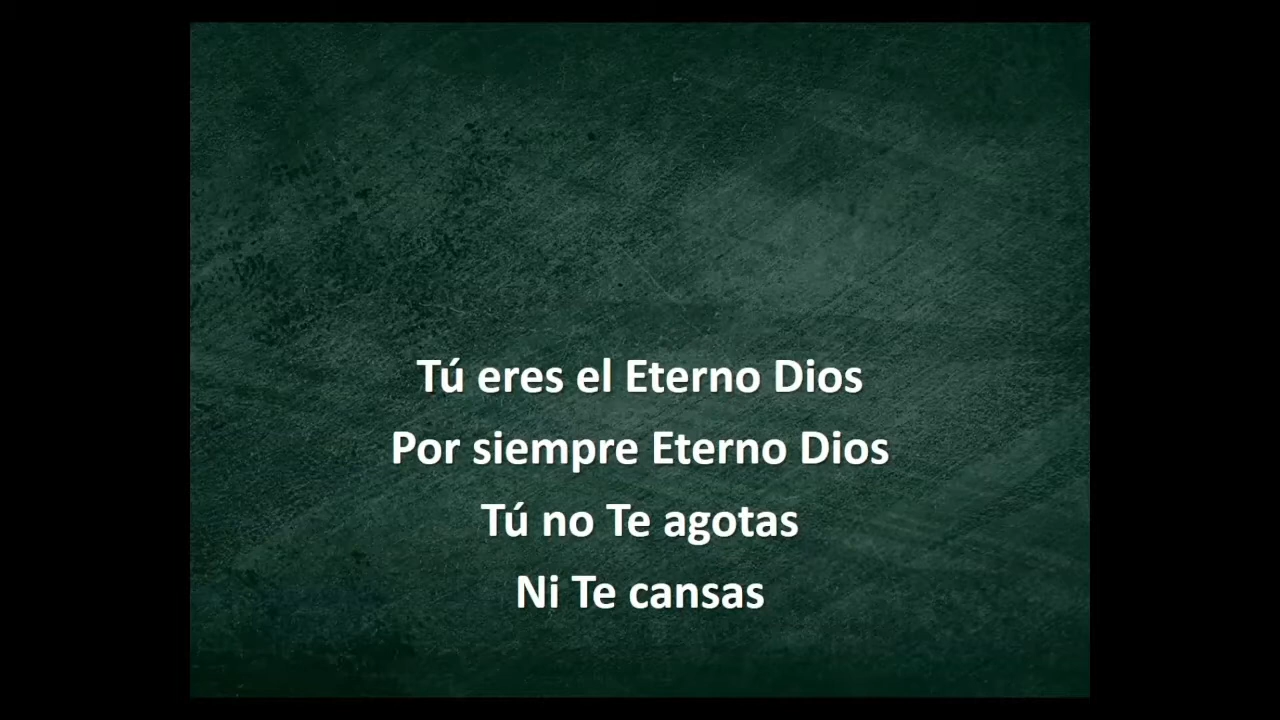 Tú eres el Eterno Dios
Por siempre Eterno Dios
Tú no Te agotas
Ni Te cansas